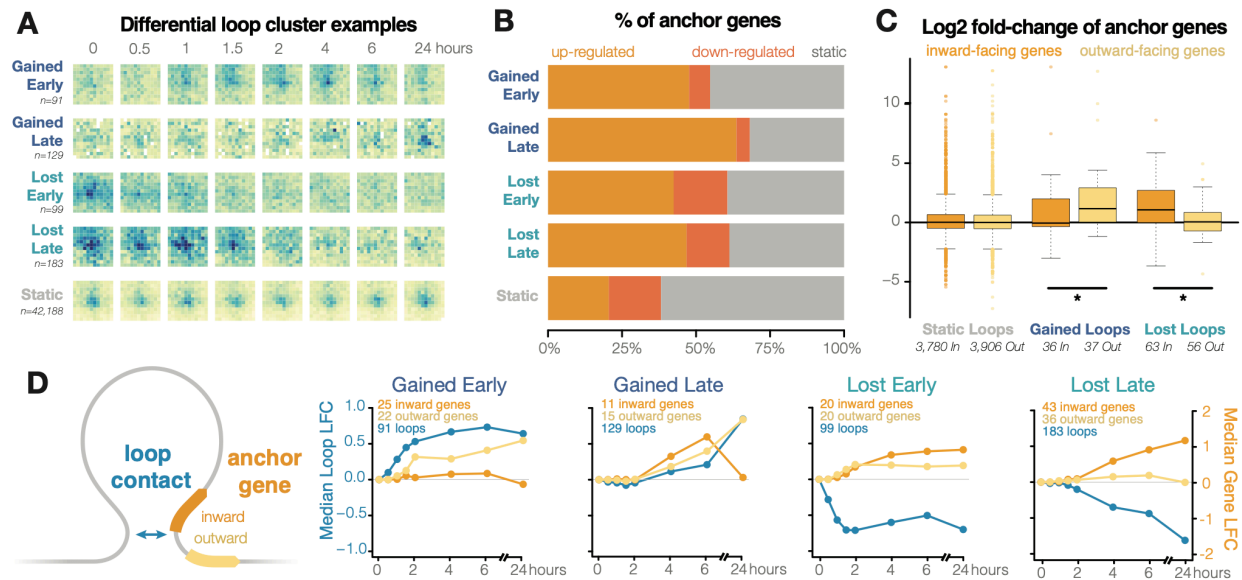 A
Differential loop cluster examples
0 0.5 1 1.5 2 4 6 24 hours
Gained
Early
n=91
Gained
Late
n=129
Lost
Early
n=99
Lost
Late
n=183
Static
n=42,188
B
% of anchor genes
up-regulated down-regulated static
Gained
Early
Gained
Late
Lost
Early
Lost
Late
Static
0% 25% 50% 75% 100%
C
Log2 fold-change of anchor genes
inward-facing genes outward-facing genes
10
5
0
−5
* *
Static Loops Gained Loops Lost Loops
3,780 In 3,906 Out 36 In 37 Out 63 In 56 Out
D
loop
contact
anchor
gene
inward
outward
Gained Early
25 inward genes
22 outward genes
91 loops
Median Loop LFC
1.0
0.5
0.0
−0.5
−1.0
0 2 4 6 24 hours
Gained Late
11 inward genes
15 outward genes
129 loops
0 2 4 6 24 hours
Lost Early
20 inward genes
20 outward genes
99 loops
0 2 4 6 24 hours
Lost Late
43 inward genes
36 outward genes
183 loops
0 2 4 6 24 hours
2
1
0
-1
-2
Median Gene LFC